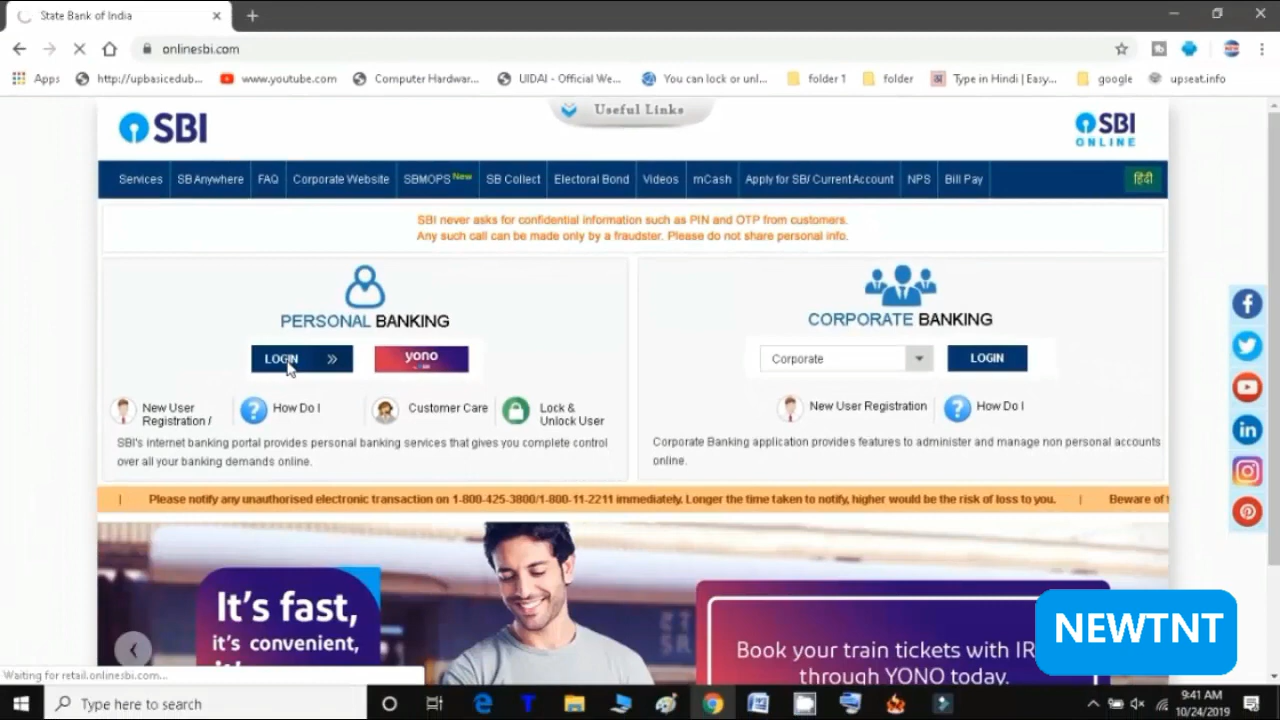 State Bank of India
onlinesbi.com
Apps http://upbasicedub... www.youtube.com Computer Hardwar... UIDAI - Official We... You can lock or unl... folder 1 folder Type in Hindi | Easy... google upseat.info
Useful Links
SBI
SBI
ONLINE
Services SB Anywhere FAQ Corporate Website SBMOPS New SB Collect Electoral Bond Videos mCash Apply for SB/ Current Account NPS Bill Pay हिंदी
SBI never asks for confidential information such as PIN and OTP from customers.
Any such call can be made only by a fraudster. Please do not share personal info.
PERSONAL BANKING
LOGIN
yono
New User
Registration /
How Do I
Customer Care
Lock &
Unlock User
SBI's internet banking portal provides personal banking services that gives you complete control
over all your banking demands online.
CORPORATE BANKING
Corporate
LOGIN
New User Registration
How Do I
Corporate Banking application provides features to administer and manage non personal accounts
online.
| Please notify any unauthorised electronic transaction on 1-800-425-3800/1-800-11-2211 immediately. Longer the time taken to notify, higher would be the risk of loss to you. | Beware of
It's fast,
it's convenient,
Book your train tickets with IR
through YONO today.
NEWTNT
Waiting for retail.onlinesbi.com...
Type here to search
9:41 AM
10/24/2019